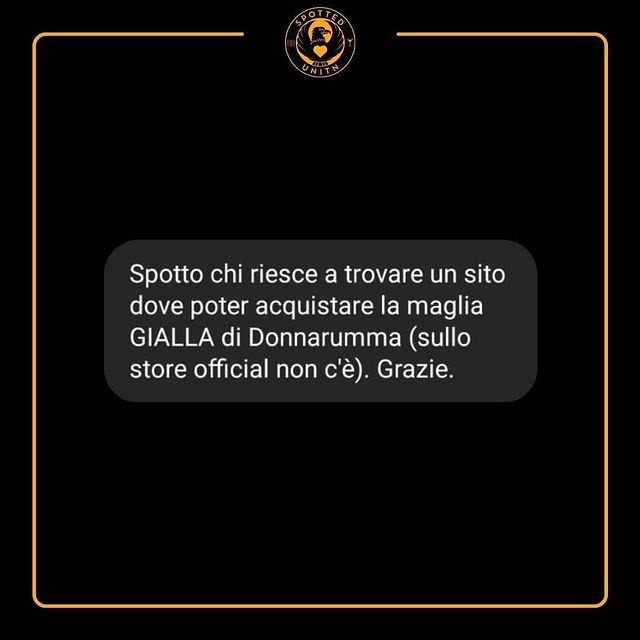 SPOTTED
UNITN
Spotto chi riesce a trovare un sito
dove poter acquistare la maglia
GIALLA di Donnarumma (sullo
store official non c'è). Grazie.